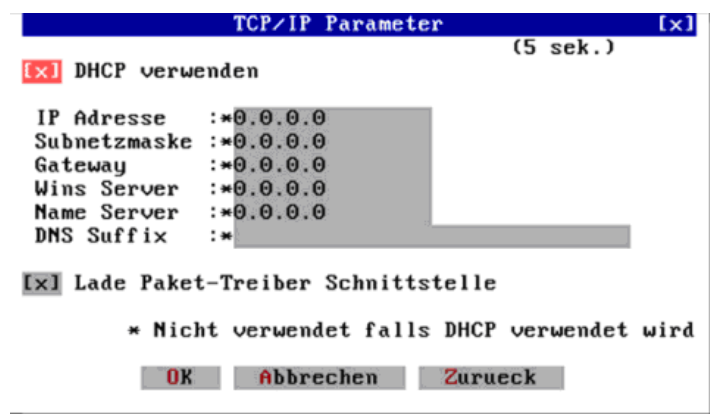 TCP/IP Parameter [x]
(5 sek.)
[x] DHCP verwenden
IP Adresse :*0.0.0.0
Subnetzmaske :*0.0.0.0
Gateway :*0.0.0.0
Wins Server :*0.0.0.0
Name Server :*0.0.0.0
DNS Suffix :*
[x] Lade Paket-Treiber Schnittstelle
* Nicht verwendet falls DHCP verwendet wird
OK Abbrechen Zurueck